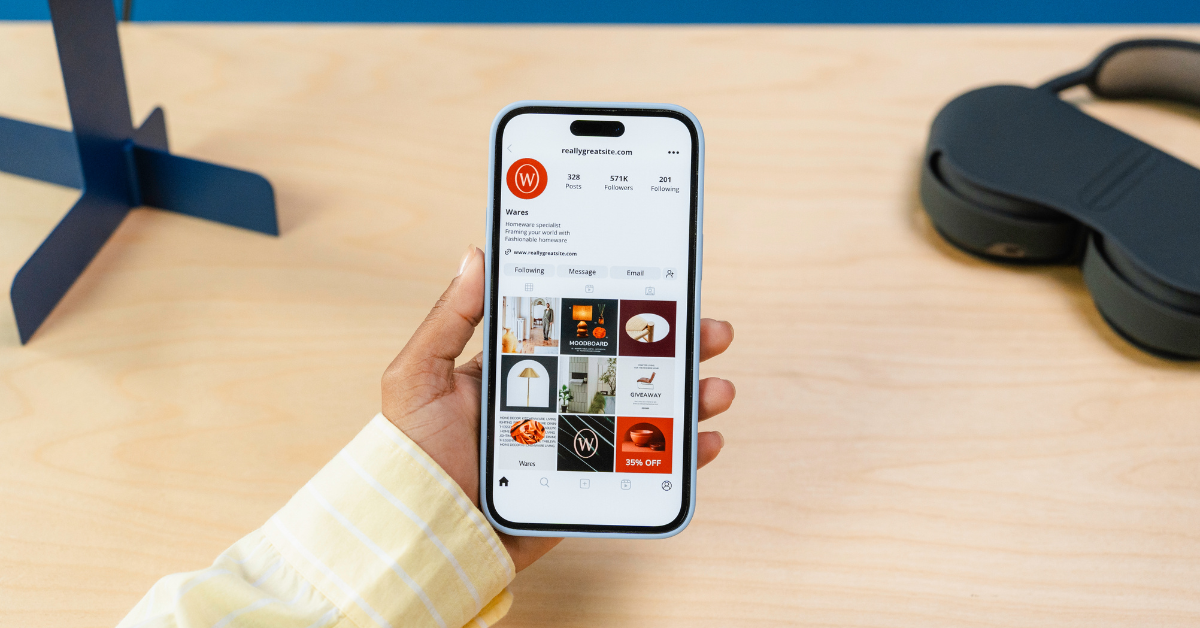 reallygreatsite.com
W
328 571K 201
Posts Followers Following
Wares
Homeware specialist
Framing your world with
Fashionable homeware
www.reallygreatsite.com
Following Message Email
MOODBOARD
GIVEAWAY
Wares
W
35% OFF